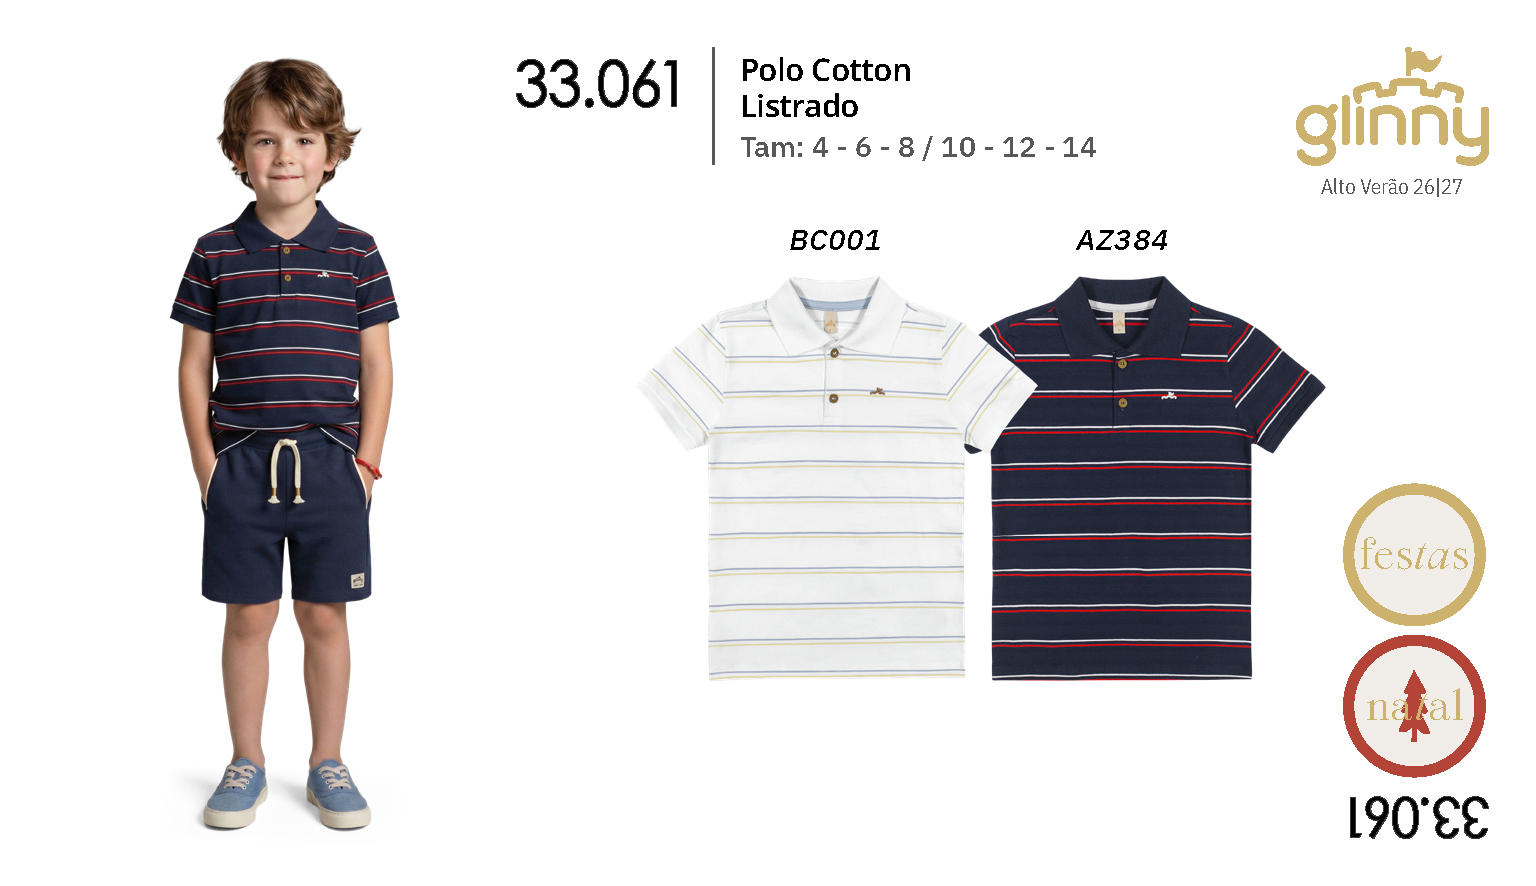 33.061
Polo Cotton
Listrado
Tam: 4 - 6 - 8 / 10 - 12 - 14
glinny
Alto Verão 26|27
BC001
AZ384
glinny
festas
natal
33.061